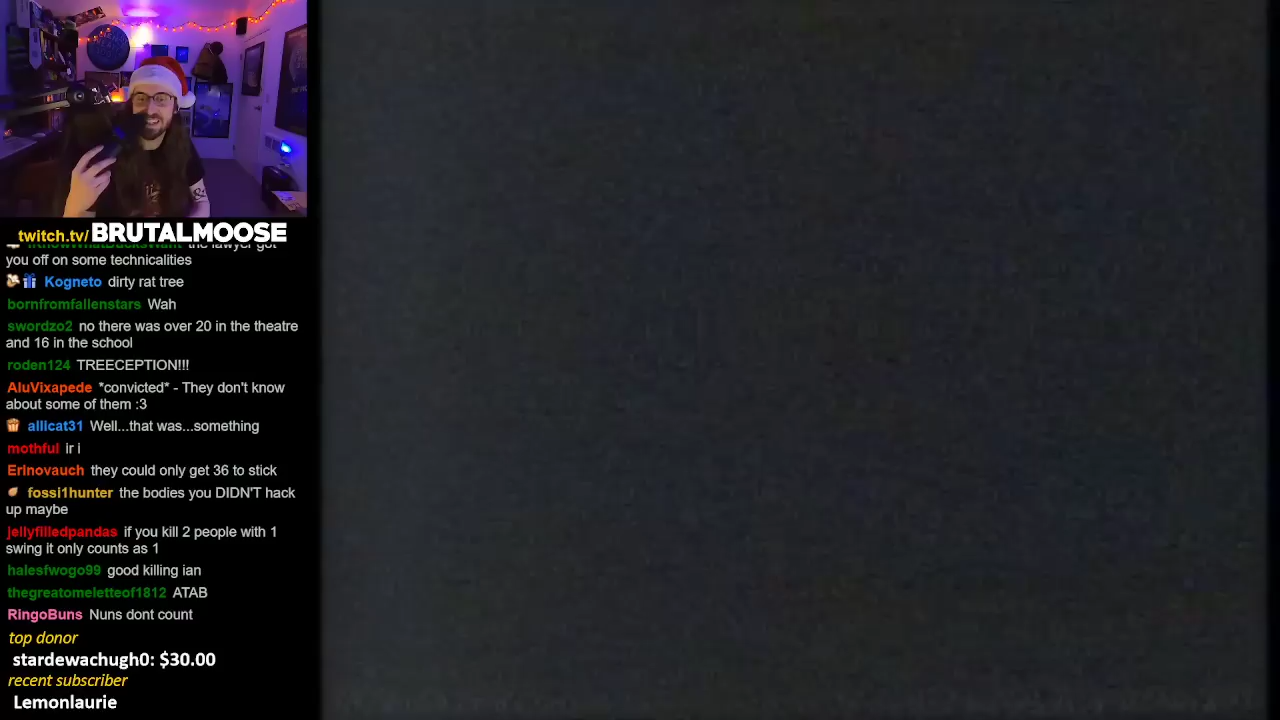 twitch.tv/BRUTALMOOSE
the lawyer got
you off on some technicalities
Kogneto dirty rat tree
bornfromfallenstars Wah
swordzo2 no there was over 20 in the theatre
and 16 in the school
roden124 TREECEPTION!!!
AluVixapede *convicted* - They don't know
about some of them :3
allicat31 Well...that was...something
mothful ir i
Erinovauch they could only get 36 to stick
fossi1hunter the bodies you DIDN'T hack
up maybe
jellyfilledpandas if you kill 2 people with 1
swing it only counts as 1
halesfwogo99 good killing ian
thegreatomeletteof1812 ATAB
RingoBuns Nuns dont count
top donor
stardewachugh0: $30.00
recent subscriber
Lemonlaurie